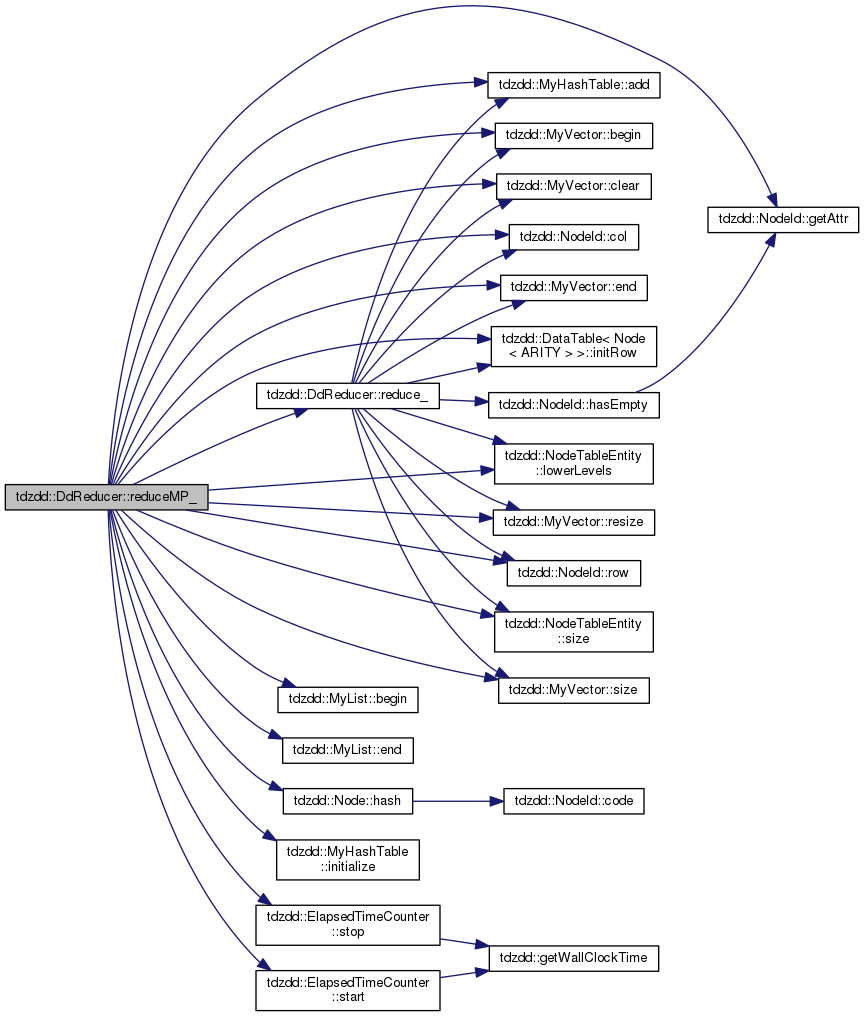 tdzdd::MyHashTable::add
tdzdd::MyVector::begin
tdzdd::MyVector::clear
tdzdd::NodeId::getAttr
tdzdd::NodeId::col
tdzdd::MyVector::end
tdzdd::DataTable< Node
< ARITY > >::initRow
tdzdd::DdReducer::reduce_
tdzdd::NodeId::hasEmpty
tdzdd::NodeTableEntity
::lowerLevels
tdzdd::DdReducer::reduceMP_
tdzdd::MyVector::resize
tdzdd::NodeId::row
tdzdd::NodeTableEntity
::size
tdzdd::MyVector::size
tdzdd::MyList::begin
tdzdd::MyList::end
tdzdd::Node::hash
tdzdd::NodeId::code
tdzdd::MyHashTable
::initialize
tdzdd::ElapsedTimeCounter
::stop
tdzdd::getWallClockTime
tdzdd::ElapsedTimeCounter
::start